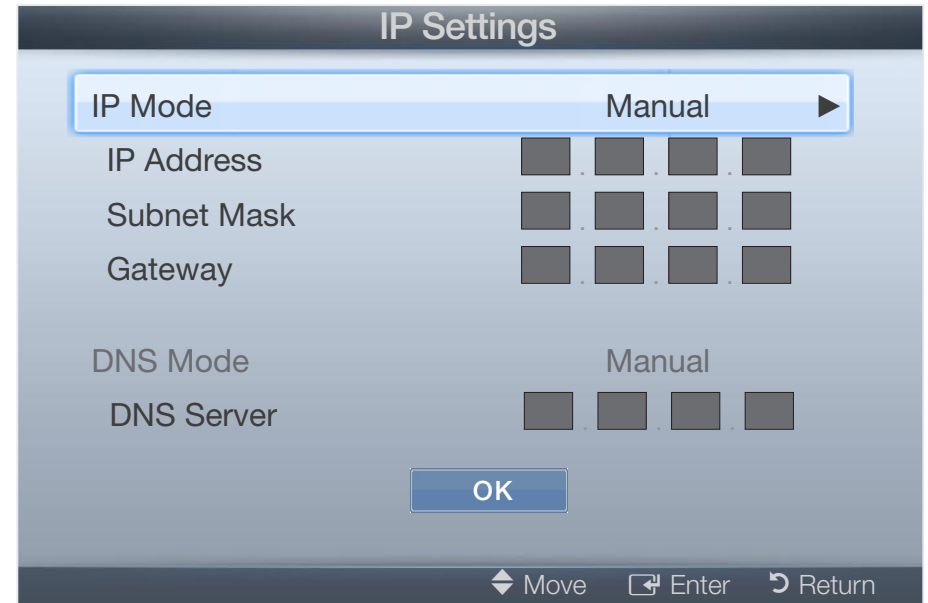 IP Settings
IP Mode Manual ▶
IP Address . . .
Subnet Mask . . .
Gateway . . .
DNS Mode Manual
DNS Server . . .
OK
Move Enter Return